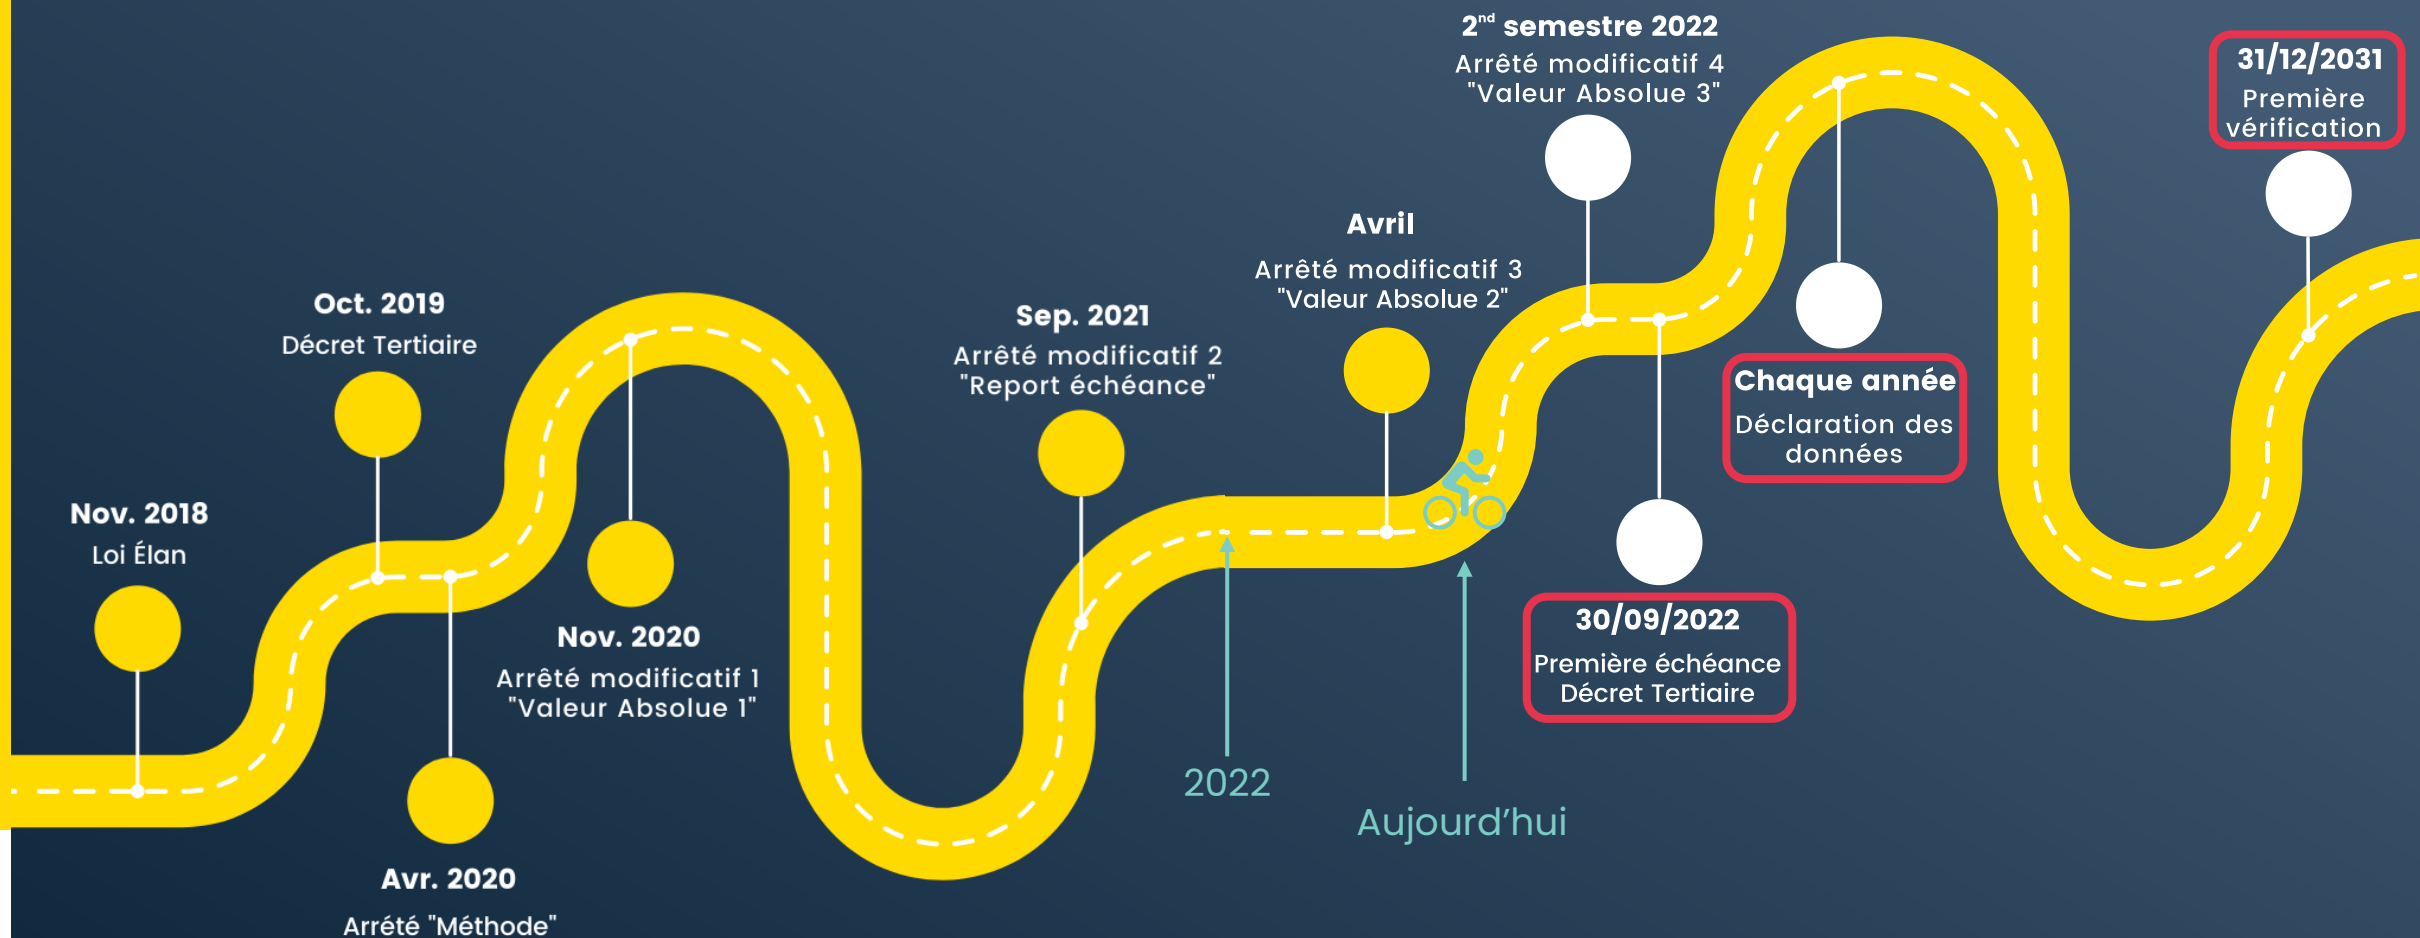 Nov. 2018
Loi Élan
Oct. 2019
Décret Tertiaire
Avr. 2020
Arrété "Méthode"
Nov. 2020
Arrêté modificatif 1
"Valeur Absolue 1"
Sep. 2021
Arrêté modificatif 2
"Report échéance"
2022
Avril
Arrêté modificatif 3
"Valeur Absolue 2"
Aujourd'hui
2nd semestre 2022
Arrêté modificatif 4
"Valeur Absolue 3"
30/09/2022
Première échéance
Décret Tertiaire
Chaque année
Déclaration des
données
31/12/2031
Première
vérification